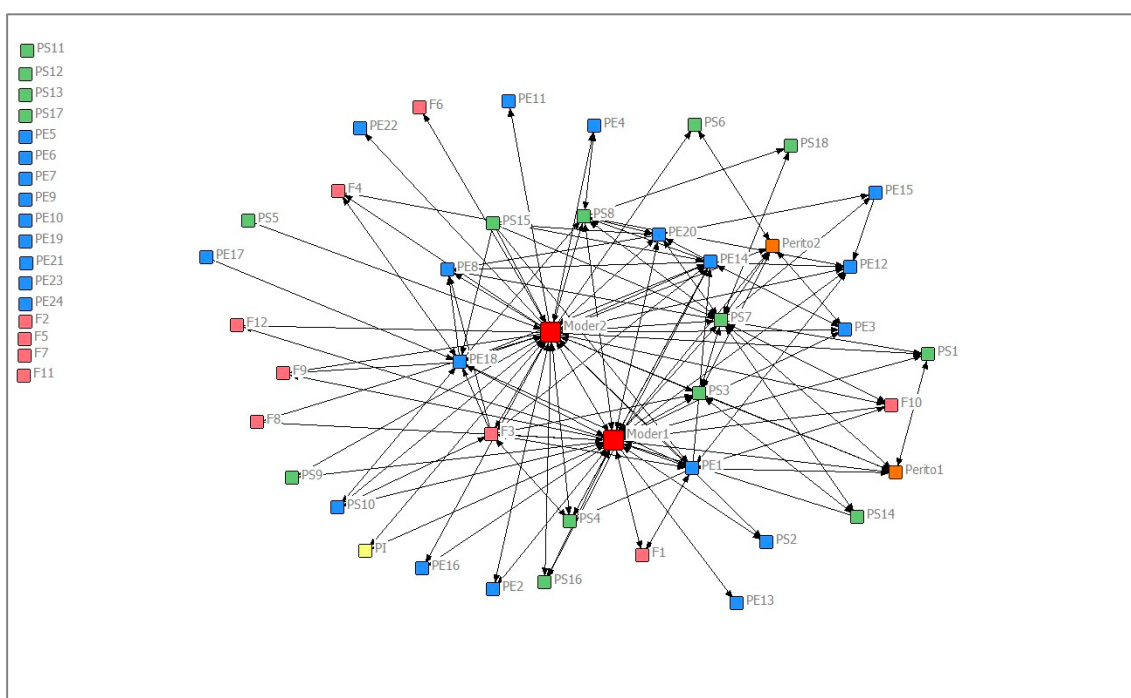 PS11
PS12
PS13
PS17
PE5
PE6
PE7
PE9
PE10
PE19
PE21
PE23
PE24
F2
F5
F7
F11
F6
PE11
PE22
PE4
PS6
PS18
F4
PE15
PS5
PS15
PS8
PE20
Perito2
PE17
PE8
PE14
PE12
F12
Moder2
PS7
PE3
PE18
PS1
F9
PS3
F10
F8
F3
Moder1
PE1
Perito1
PS9
PS10
PS4
PS14
PI
F1
PS2
PE16
PE2
PS16
PE13